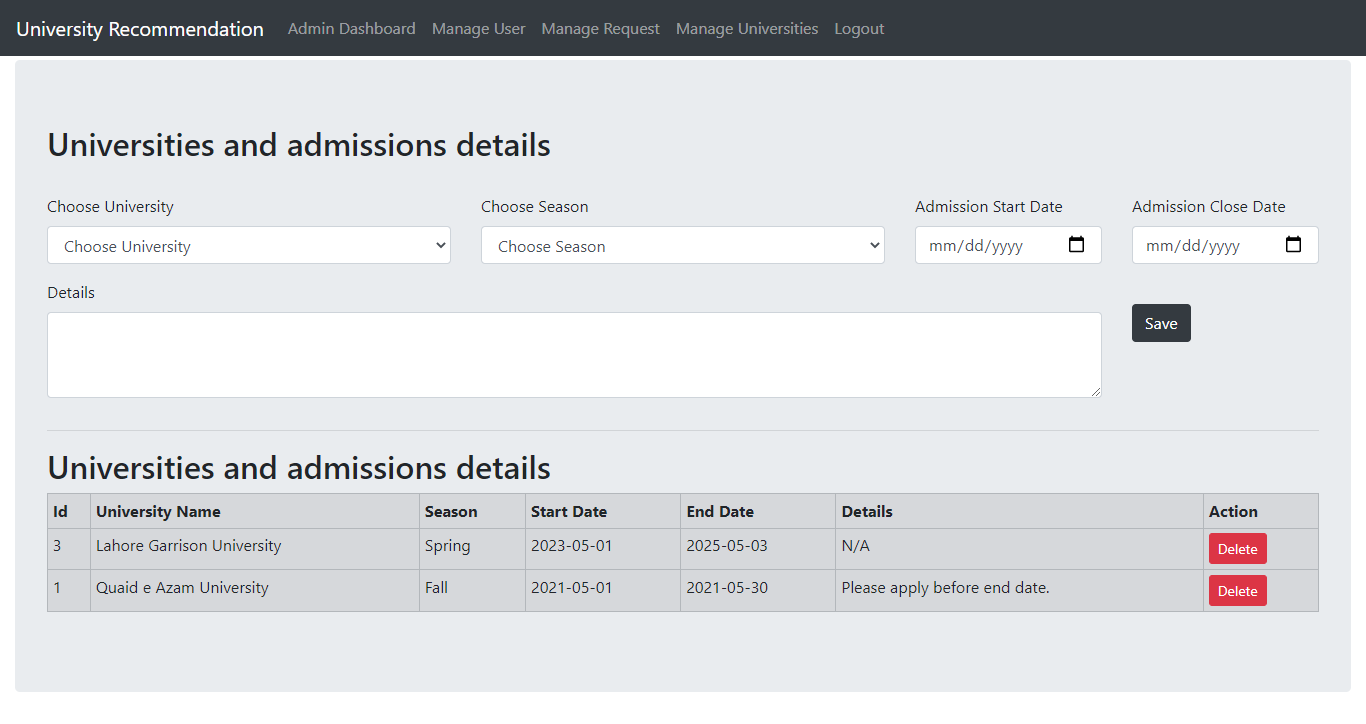 University Recommendation Admin Dashboard Manage User Manage Request Manage Universities Logout
Universities and admissions details
Choose University Choose Season Admission Start Date Admission Close Date
Choose University Choose Season mm/dd/yyyy mm/dd/yyyy
Details
Save
Universities and admissions details
Id University Name Season Start Date End Date Details Action
3 Lahore Garrison University Spring 2023-05-01 2025-05-03 N/A Delete
1 Quaid e Azam University Fall 2021-05-01 2021-05-30 Please apply before end date. Delete